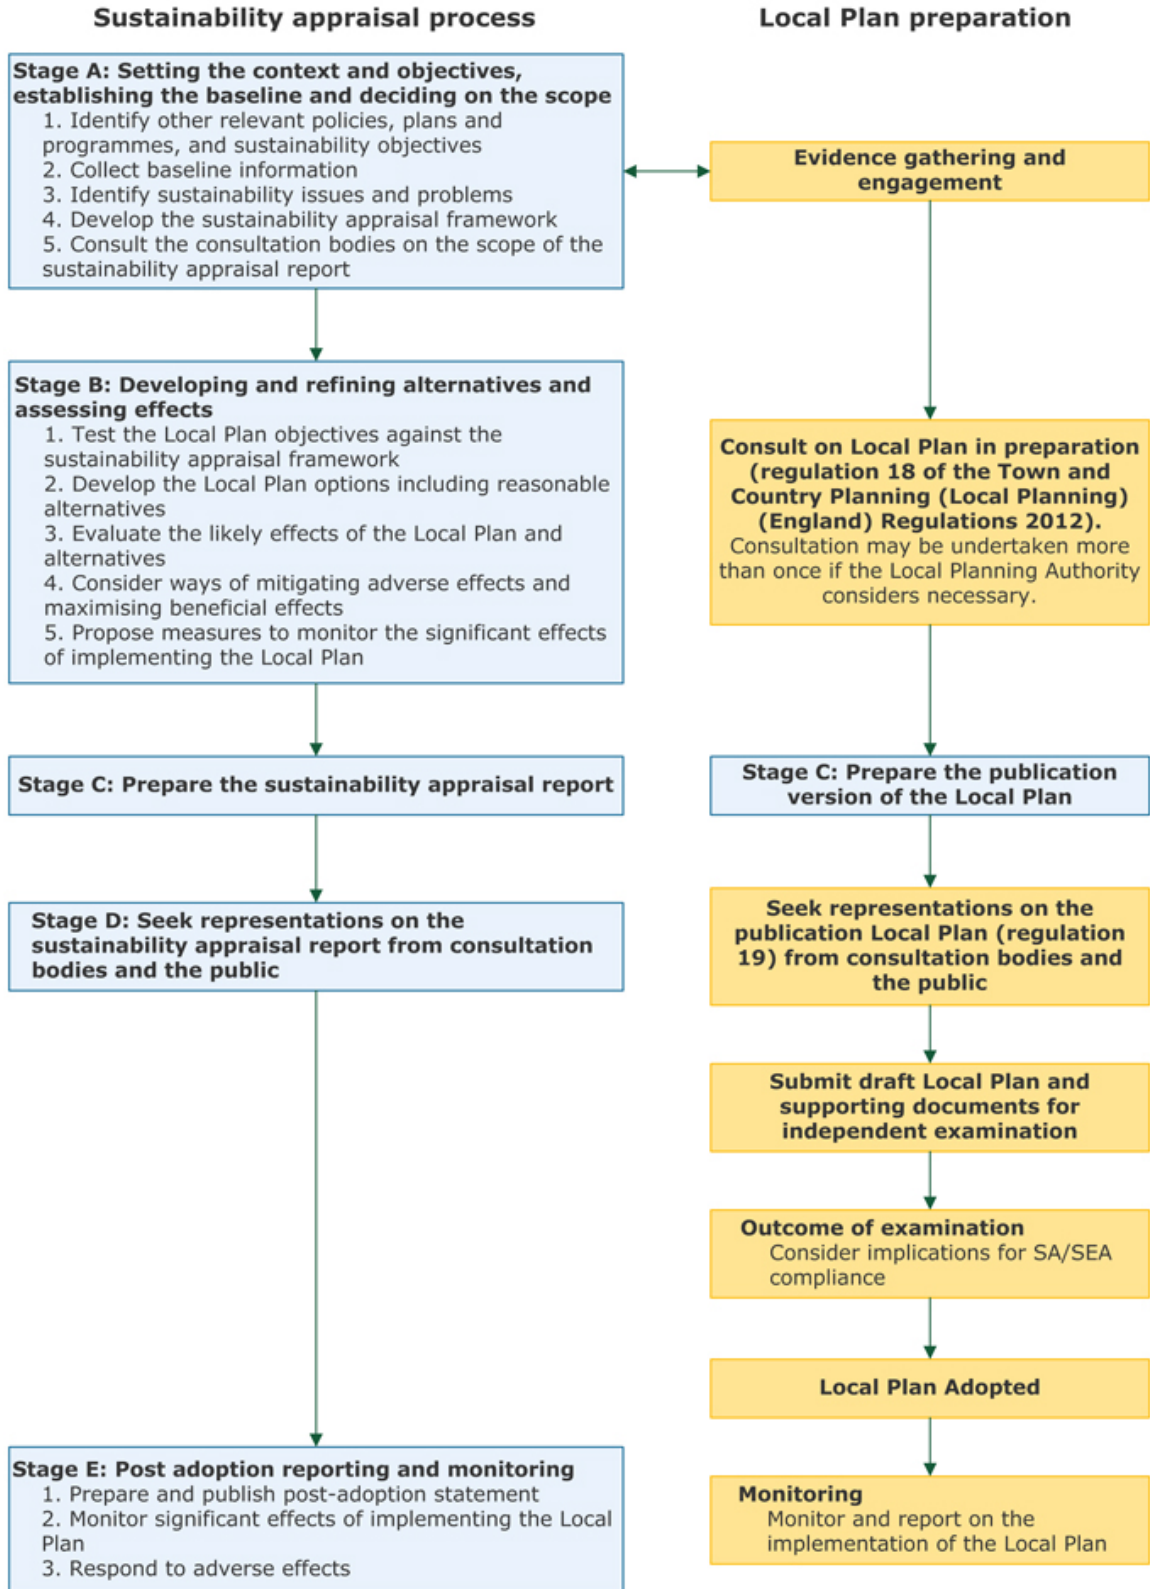 Sustainability appraisal process
Local Plan preparation
Stage A: Setting the context and objectives,
establishing the baseline and deciding on the scope
1. Identify other relevant policies, plans and
programmes, and sustainability objectives
2. Collect baseline information
3. Identify sustainability issues and problems
4. Develop the sustainability appraisal framework
5. Consult the consultation bodies on the scope of the
sustainability appraisal report
Evidence gathering and
engagement
Stage B: Developing and refining alternatives and
assessing effects
1. Test the Local Plan objectives against the
sustainability appraisal framework
2. Develop the Local Plan options including reasonable
alternatives
3. Evaluate the likely effects of the Local Plan and
alternatives
4. Consider ways of mitigating adverse effects and
maximising beneficial effects
5. Propose measures to monitor the significant effects
of implementing the Local Plan
Consult on Local Plan in preparation
(regulation 18 of the Town and
Country Planning (Local Planning)
(England) Regulations 2012).
Consultation may be undertaken more
than once if the Local Planning Authority
considers necessary.
Stage C: Prepare the sustainability appraisal report
Stage C: Prepare the publication
version of the Local Plan
Stage D: Seek representations on the
sustainability appraisal report from consultation
bodies and the public
Seek representations on the
publication Local Plan (regulation
19) from consultation bodies and
the public
Submit draft Local Plan and
supporting documents for
independent examination
Outcome of examination
Consider implications for SA/SEA
compliance
Local Plan Adopted
Stage E: Post adoption reporting and monitoring
1. Prepare and publish post-adoption statement
2. Monitor significant effects of implementing the Local
Plan
3. Respond to adverse effects
Monitoring
Monitor and report on the
implementation of the Local Plan